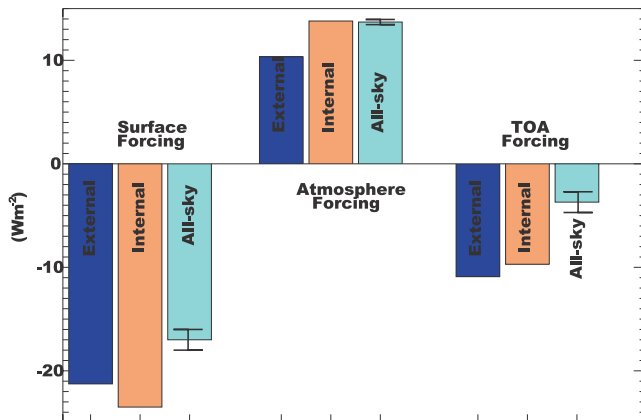 10
0
-10
-20
(Wm-2)
Surface
Forcing
External
Internal
All-sky
External
Internal
All-sky
Atmosphere
Forcing
TOA
Forcing
External
Internal
All-sky